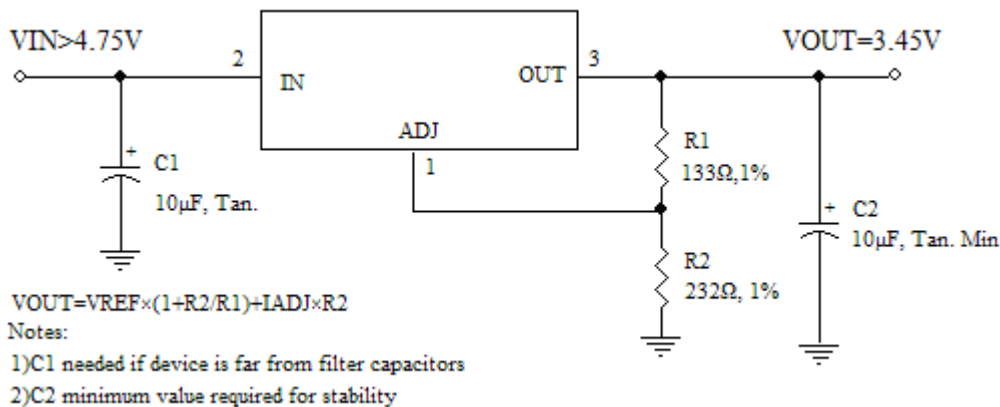 VIN>4.75V
VOUT=3.45V
2
3
IN
OUT
ADJ
1
+
C1
10μF, Tan.
R1
133Ω,1%
+
C2
10μF, Tan. Min
R2
232Ω, 1%
VOUT=VREF×(1+R2/R1)+IADJ×R2
Notes:
1)C1 needed if device is far from filter capacitors
2)C2 minimum value required for stability